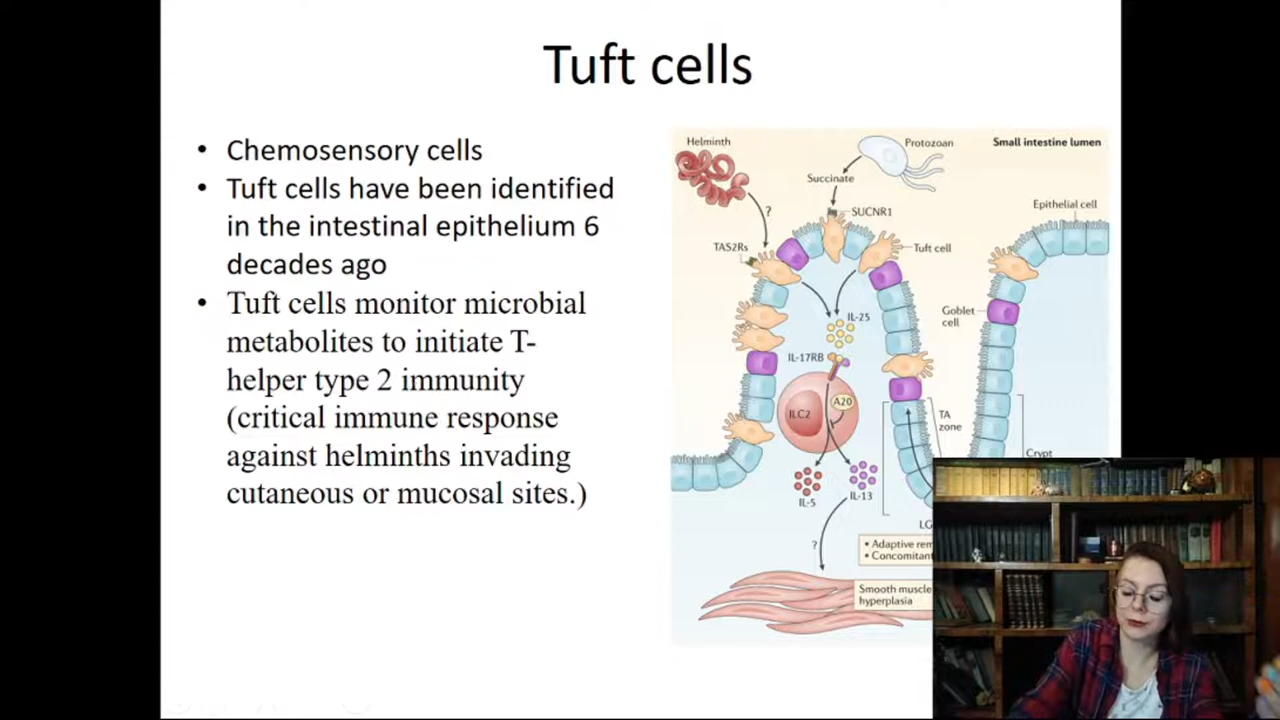 Tuft cells
• Chemosensory cells
• Tuft cells have been identified
in the intestinal epithelium 6
decades ago
• Tuft cells monitor microbial
metabolites to initiate T-
helper type 2 immunity
(critical immune response
against helminths invading
cutaneous or mucosal sites.)
Helminth
Protozoan
Small intestine lumen
Succinate
?
SUCNR1
Epithelial cell
TAS2Rs
Tuft cell
IL-25
Goblet
cell
IL-17RB
ILC2
A20
TA
zone
Crypt
IL-5
IL-13
LG
?
• Adaptive rem
• Concomitant
Smooth muscle
hyperplasia